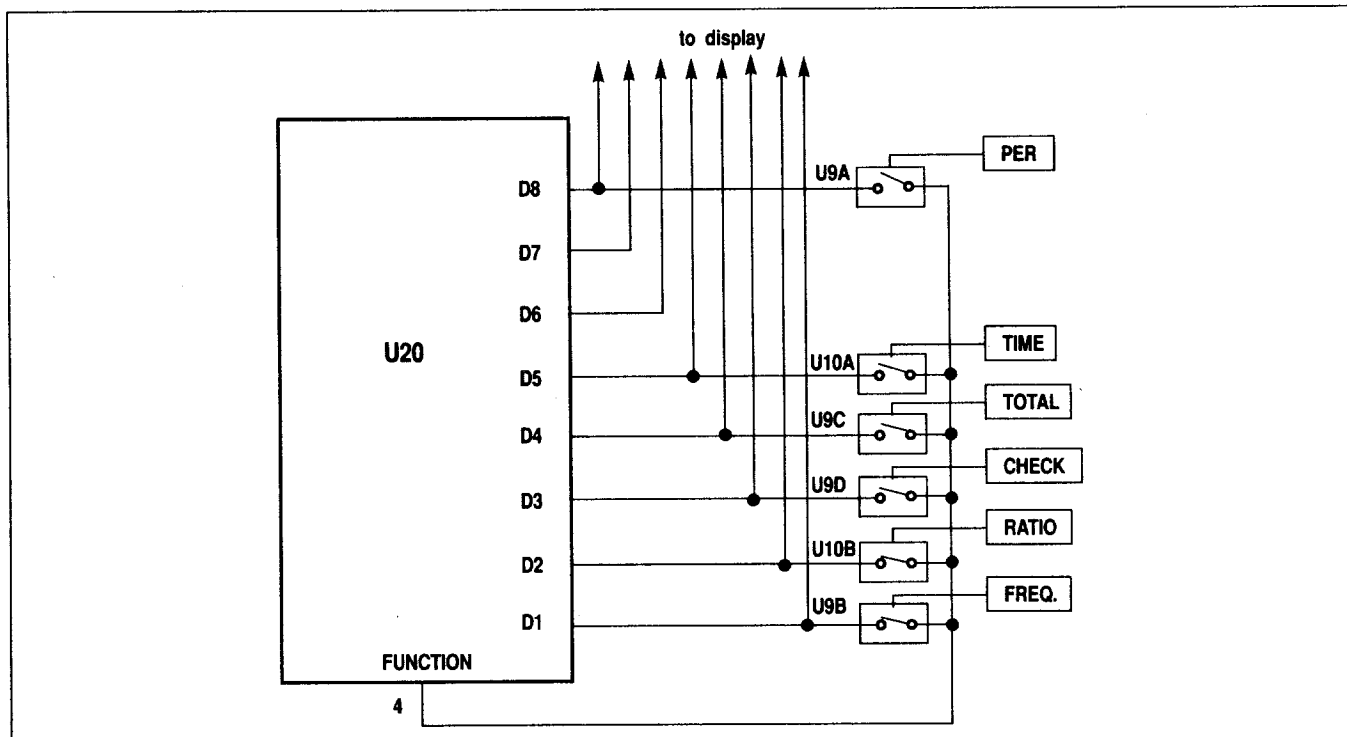 to display
PER
U9A
D8
D7
D6
U20
TIME
U10A
D5
TOTAL
U9C
D4
CHECK
U9D
D3
RATIO
U10B
D2
FREQ.
U9B
D1
FUNCTION
4